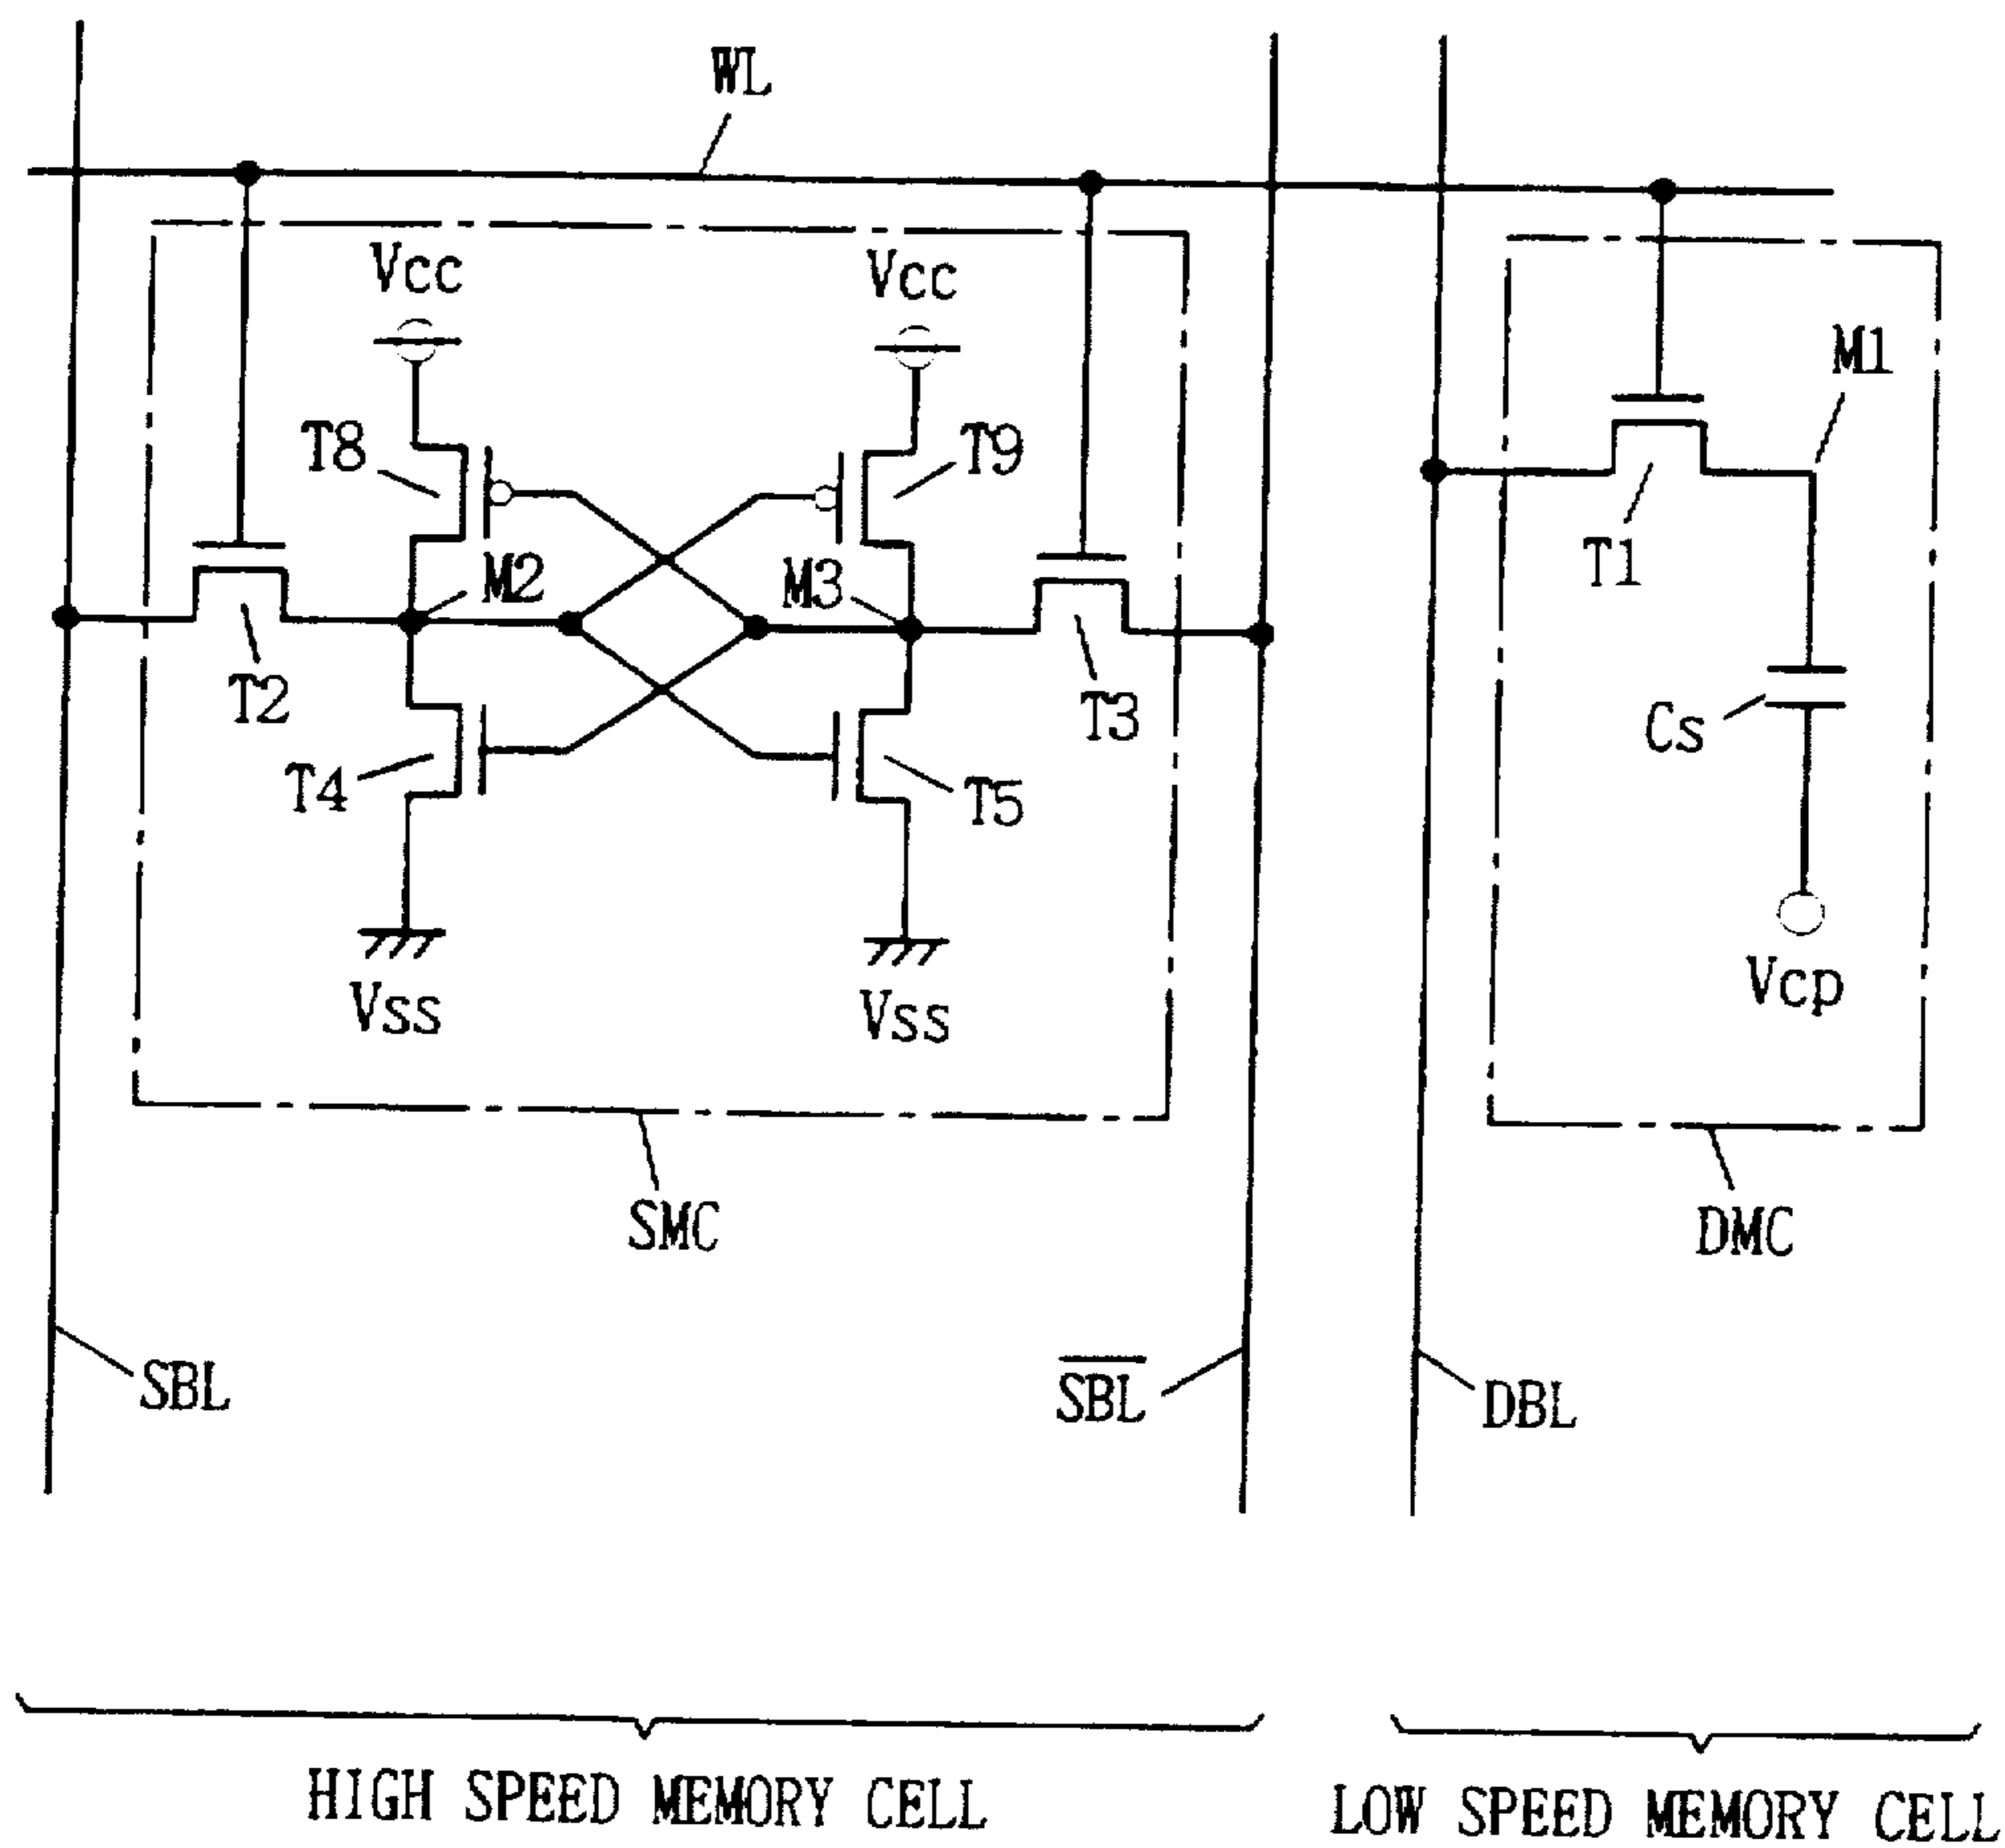 WL
Vcc
Vcc
M1
T8
T9
T1
M2
M3
T2
T3
Cs
T4
T5
Vcp
Vss
Vss
SMC
DMC
SBL
S̅B̅L̅
DBL
HIGH SPEED MEMORY CELL
LOW SPEED MEMORY CELL